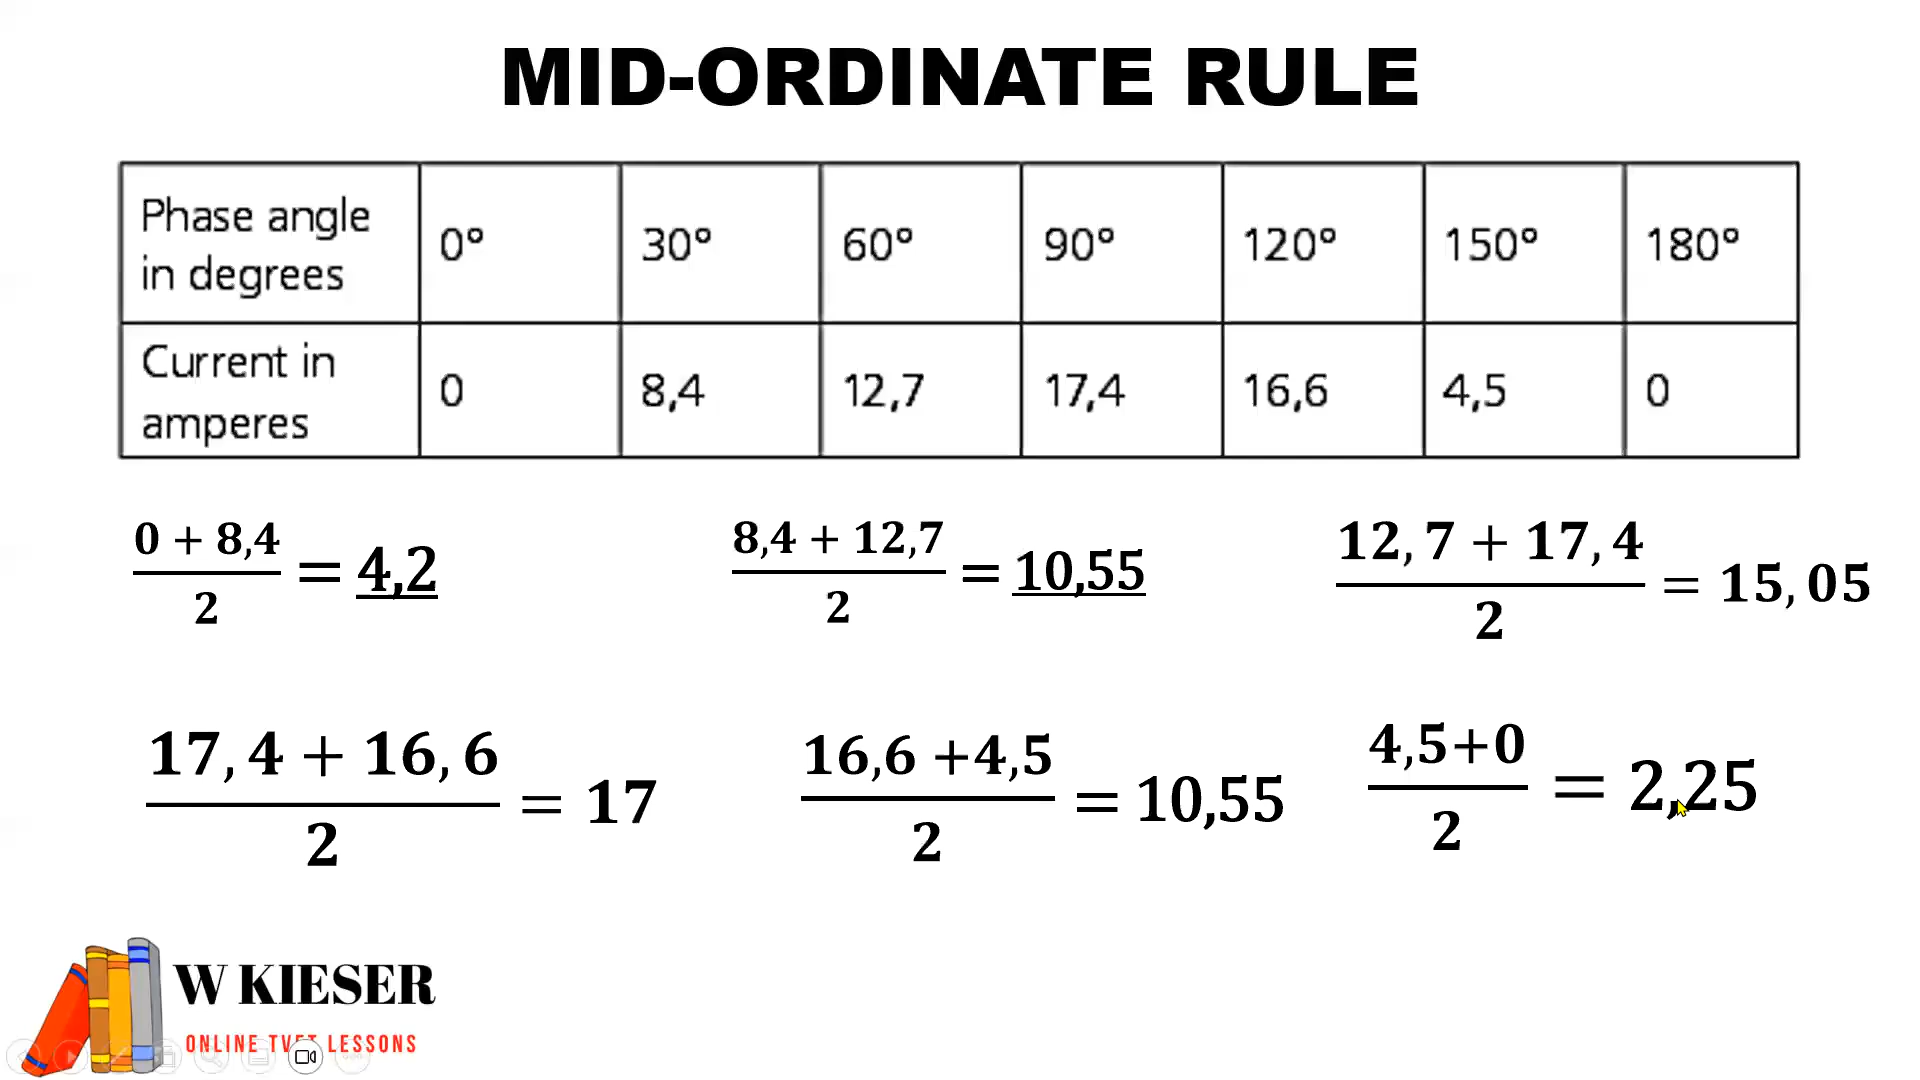 MID-ORDINATE RULE
Phase angle in degrees 0° 30° 60° 90° 120° 150° 180°
Current in amperes 0 8,4 12,7 17,4 16,6 4,5 0
0 + 8,4 / 2 = 4,2
8,4 + 12,7 / 2 = 10,55
12, 7 + 17, 4 / 2 = 15, 05
17, 4 + 16, 6 / 2 = 17
16,6 +4,5 / 2 = 10,55
4,5+0 / 2 = 2,25
W KIESER
ONLINE TVET LESSONS